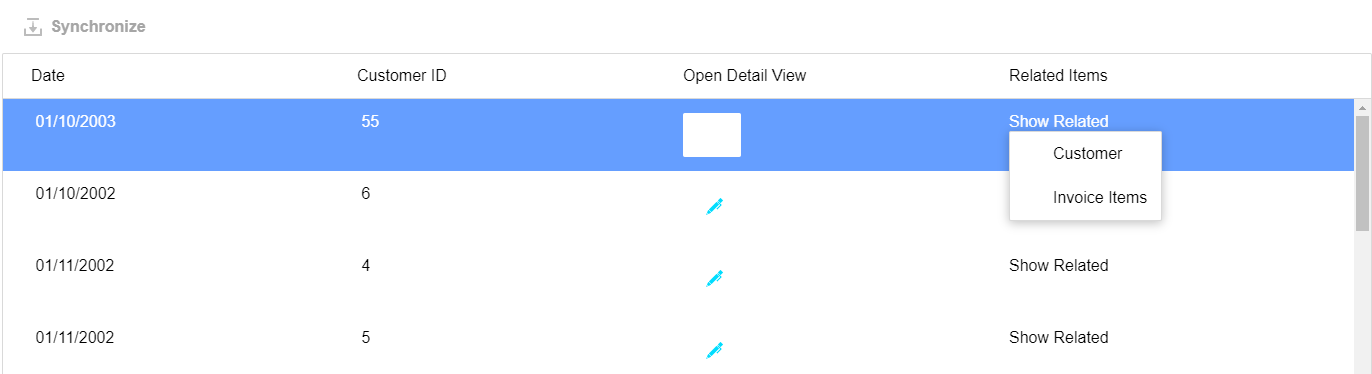 Synchronize
Date Customer ID Open Detail View Related Items
01/10/2003 55 Show Related
Customer
01/10/2002 6
Invoice Items
01/11/2002 4 Show Related
01/11/2002 5 Show Related